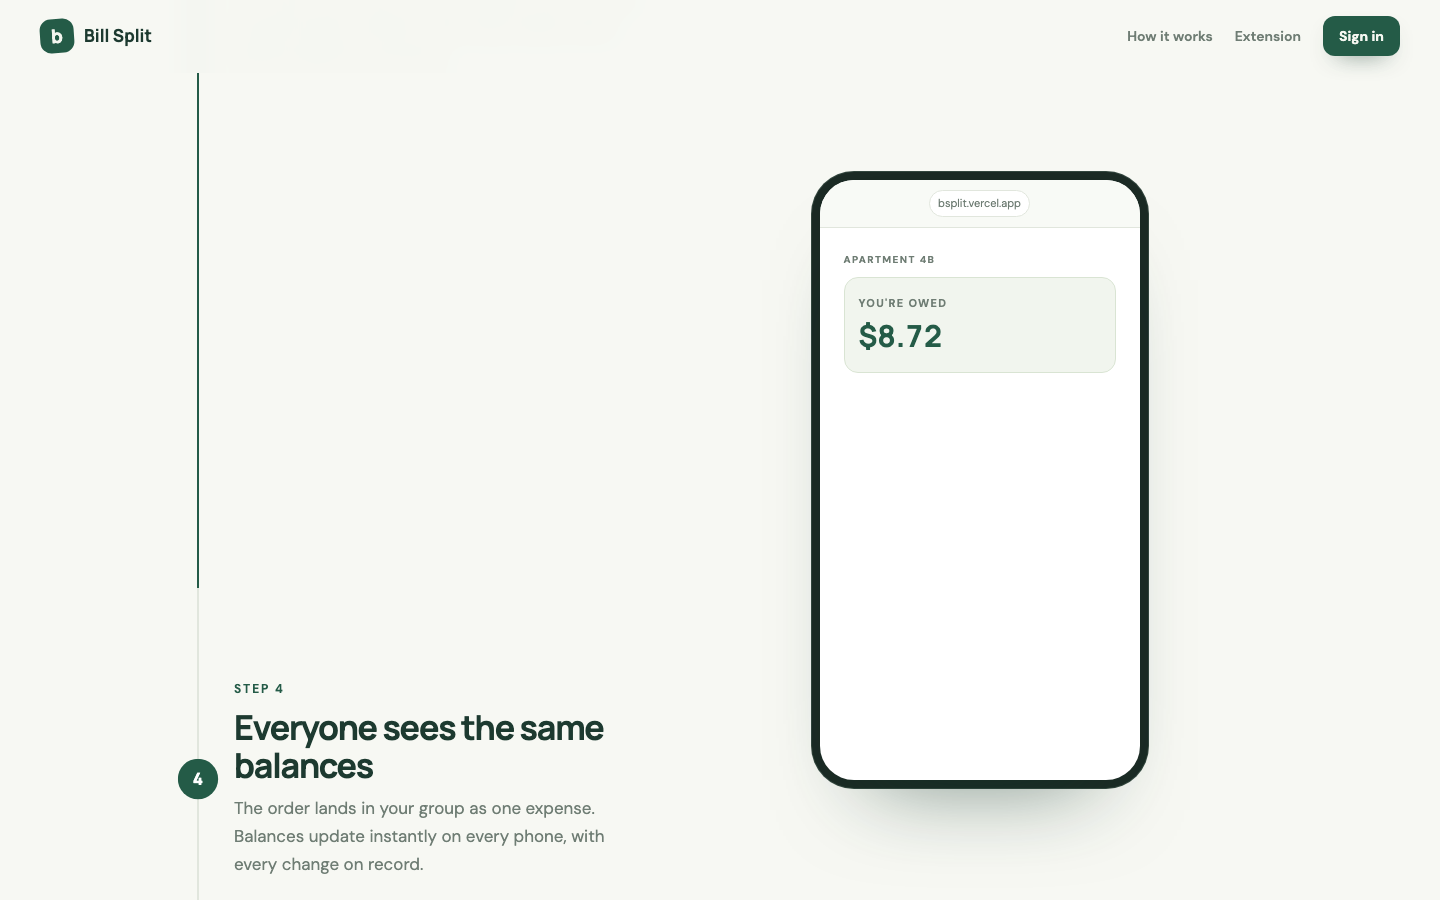 b Bill Split
How it works Extension Sign in
bsplit.vercel.app
APARTMENT 4B
YOU'RE OWED
$8.72
STEP 4
Everyone sees the same
balances
4
The order lands in your group as one expense.
Balances update instantly on every phone, with
every change on record.